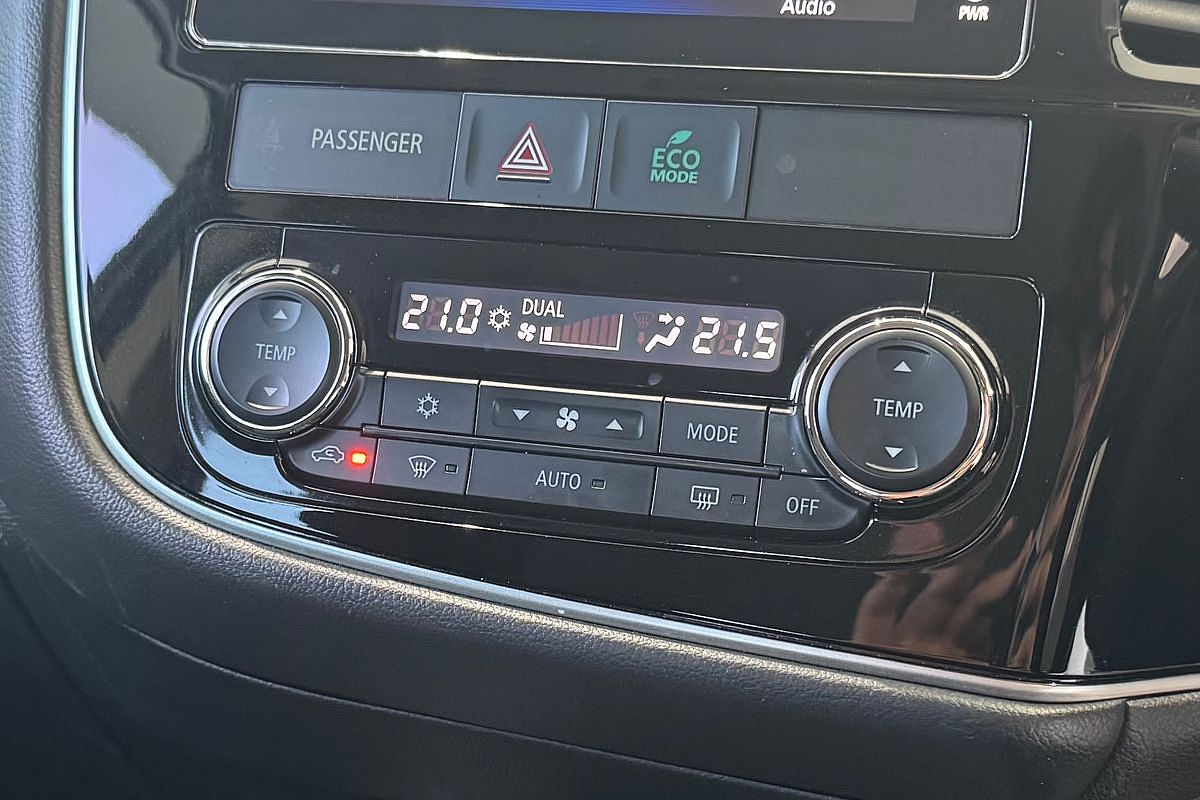 Audio
PWR
PASSENGER
ECO
MODE
21.0 DUAL 21.5
TEMP
TEMP
MODE
AUTO
OFF